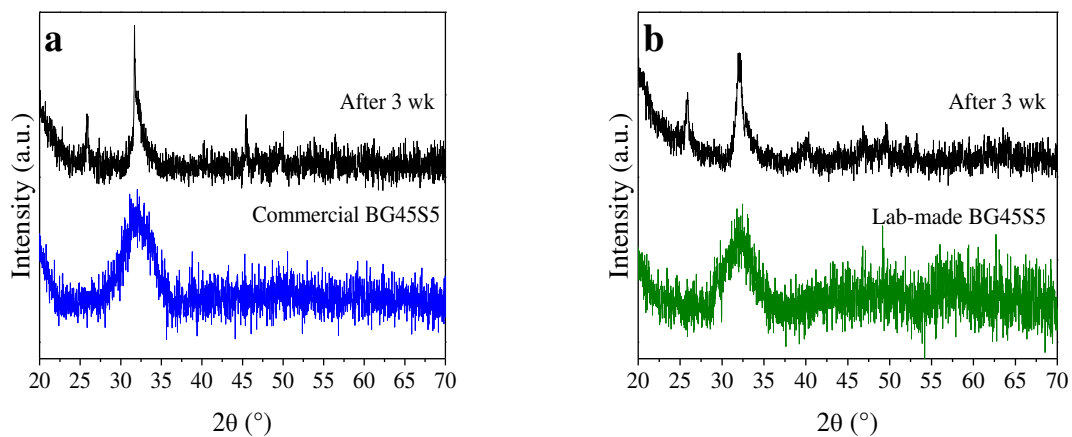 a
After 3 wk
Commercial BG45S5
Intensity (a.u.)
20 25 30 35 40 45 50 55 60 65 70
2θ (°)
b
After 3 wk
Lab-made BG45S5
Intensity (a.u.)
20 25 30 35 40 45 50 55 60 65 70
2θ (°)